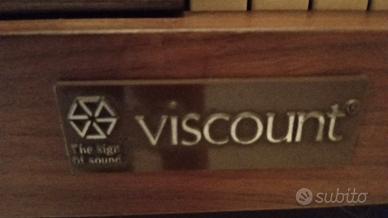 viscount®
The sign
of sound
subito